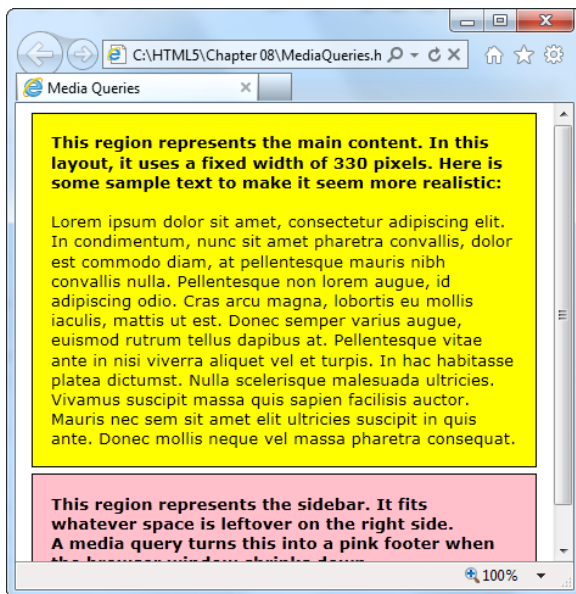 C:\HTML5\Chapter 08\MediaQueries.h
Media Queries
This region represents the main content. In this
layout, it uses a fixed width of 330 pixels. Here is
some sample text to make it seem more realistic:
Lorem ipsum dolor sit amet, consectetur adipiscing elit.
In condimentum, nunc sit amet pharetra convallis, dolor
est commodo diam, at pellentesque mauris nibh
convallis nulla. Pellentesque non lorem augue, id
adipiscing odio. Cras arcu magna, lobortis eu mollis
iaculis, mattis ut est. Donec semper varius augue,
euismod rutrum tellus dapibus at. Pellentesque vitae
ante in nisi viverra aliquet vel et turpis. In hac habitasse
platea dictumst. Nulla scelerisque malesuada ultricies.
Vivamus suscipit massa quis sapien facilisis auctor.
Mauris nec sem sit amet elit ultricies suscipit in quis
ante. Donec mollis neque vel massa pharetra consequat.
This region represents the sidebar. It fits
whatever space is leftover on the right side.
A media query turns this into a pink footer when
the browser window shrinks down.
100%